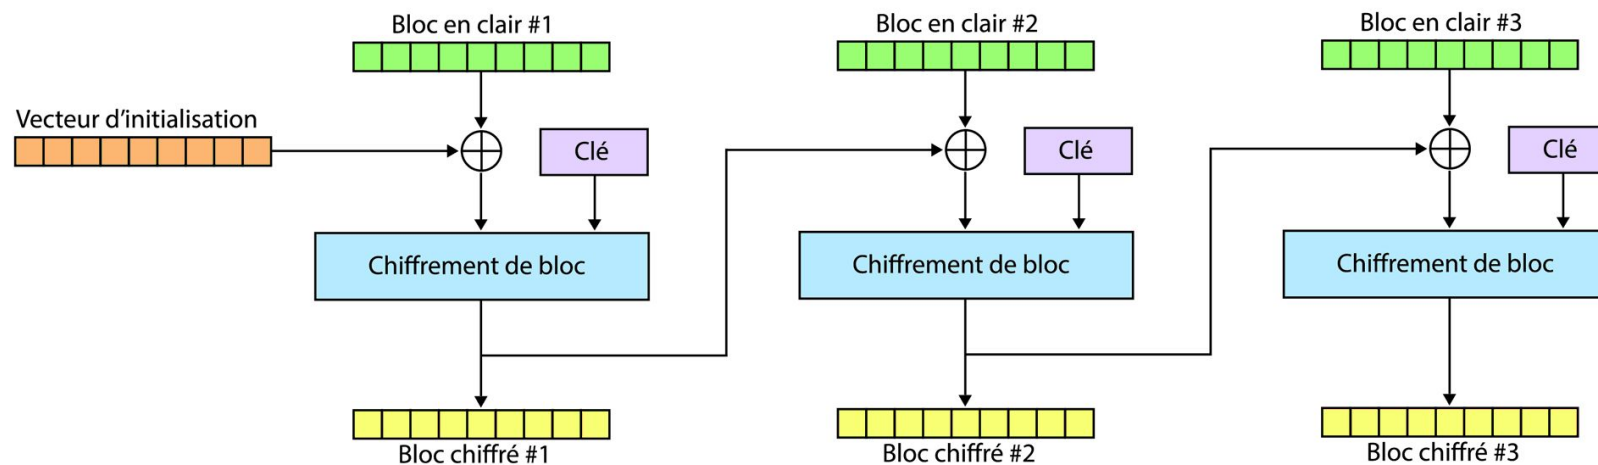 Bloc en clair #1
Bloc en clair #2
Bloc en clair #3
Vecteur d'initialisation
Clé
Clé
Clé
Chiffrement de bloc
Chiffrement de bloc
Chiffrement de bloc
Bloc chiffré #1
Bloc chiffré #2
Bloc chiffré #3